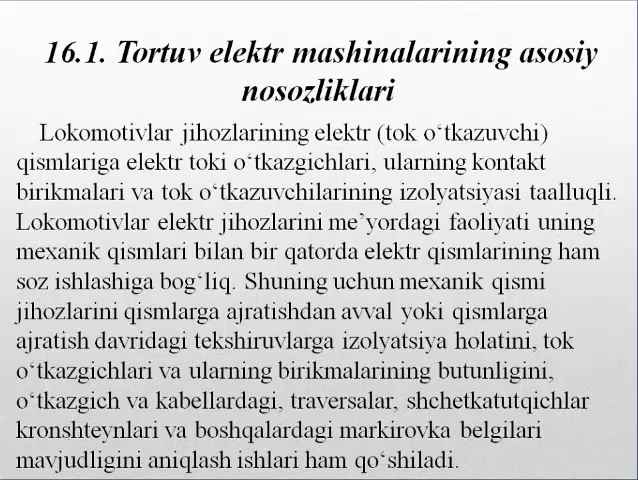 16.1. Tortuv elektr mashinalarining asosiy
nosozliklari
Lokomotivlar jihozlarining elektr (tok o‘tkazuvchi)
qismlariga elektr toki o‘tkazgichlari, ularning kontakt
birikmalari va tok o‘tkazuvchilarining izolyatsiyasi taalluqli.
Lokomotivlar elektr jihozlarini me’yordagi faoliyati uning
mexanik qismlari bilan bir qatorda elektr qismlarining ham
soz ishlashiga bog‘liq. Shuning uchun mexanik qismi
jihozlarini qismlarga ajratishdan avval yoki qismlarga
ajratish davridagi tekshiruvlarga izolyatsiya holatini, tok
o‘tkazgichlari va ularning birikmalarining butunligini,
o‘tkazgich va kabellardagi, traversalar, shchetkatutqichlar
kronshteynlari va boshqalardagi markirovka belgilari
mavjudligini aniqlash ishlari ham qo‘shiladi.